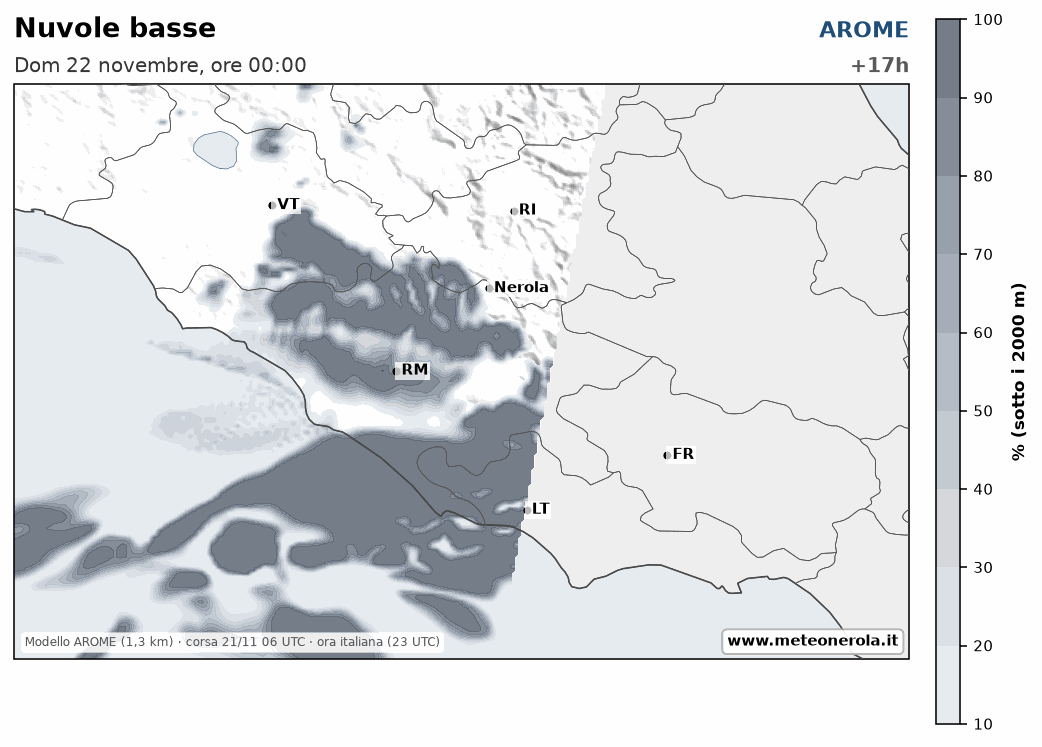 Nuvole basse
AROME
Dom 22 novembre, ore 00:00
+17h
VT
RI
Nerola
RM
FR
LT
Modello AROME (1,3 km) · corsa 21/11 06 UTC · ora italiana (23 UTC)
www.meteonerola.it
100
90
80
70
60
50
40
30
20
10
% (sotto i 2000 m)